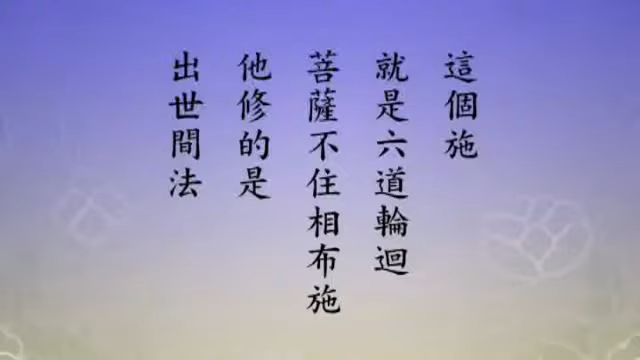 這個施
就是六道輪迴
菩薩不住相布施
他修的是
出世間法